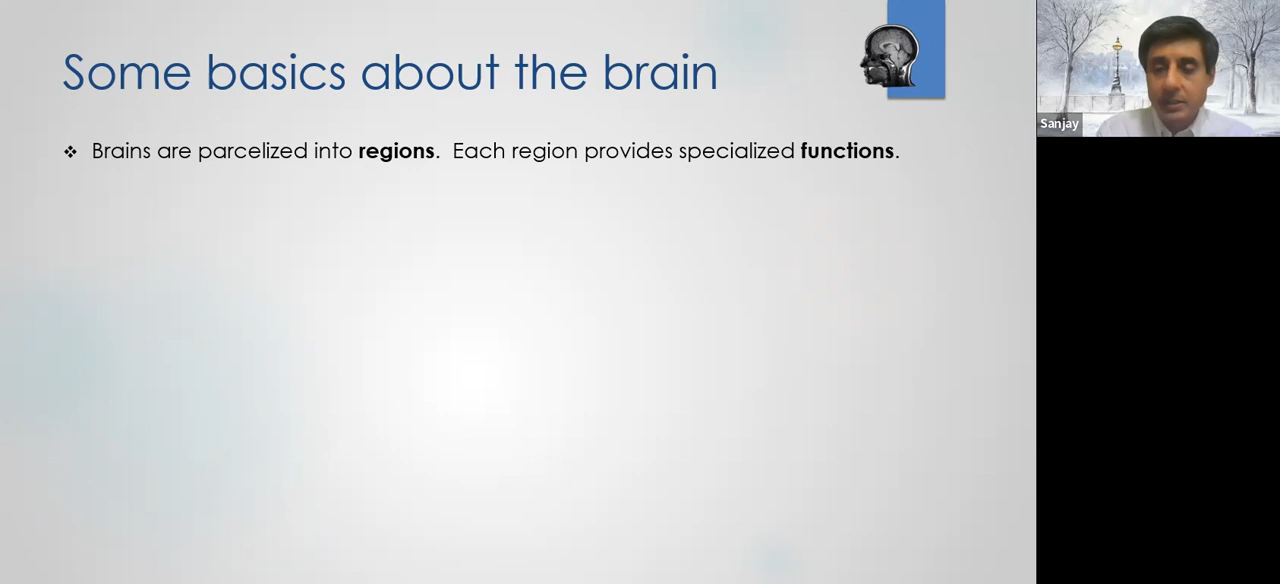 Some basics about the brain
❖ Brains are parcelized into regions.  Each region provides specialized functions.
Sanjay